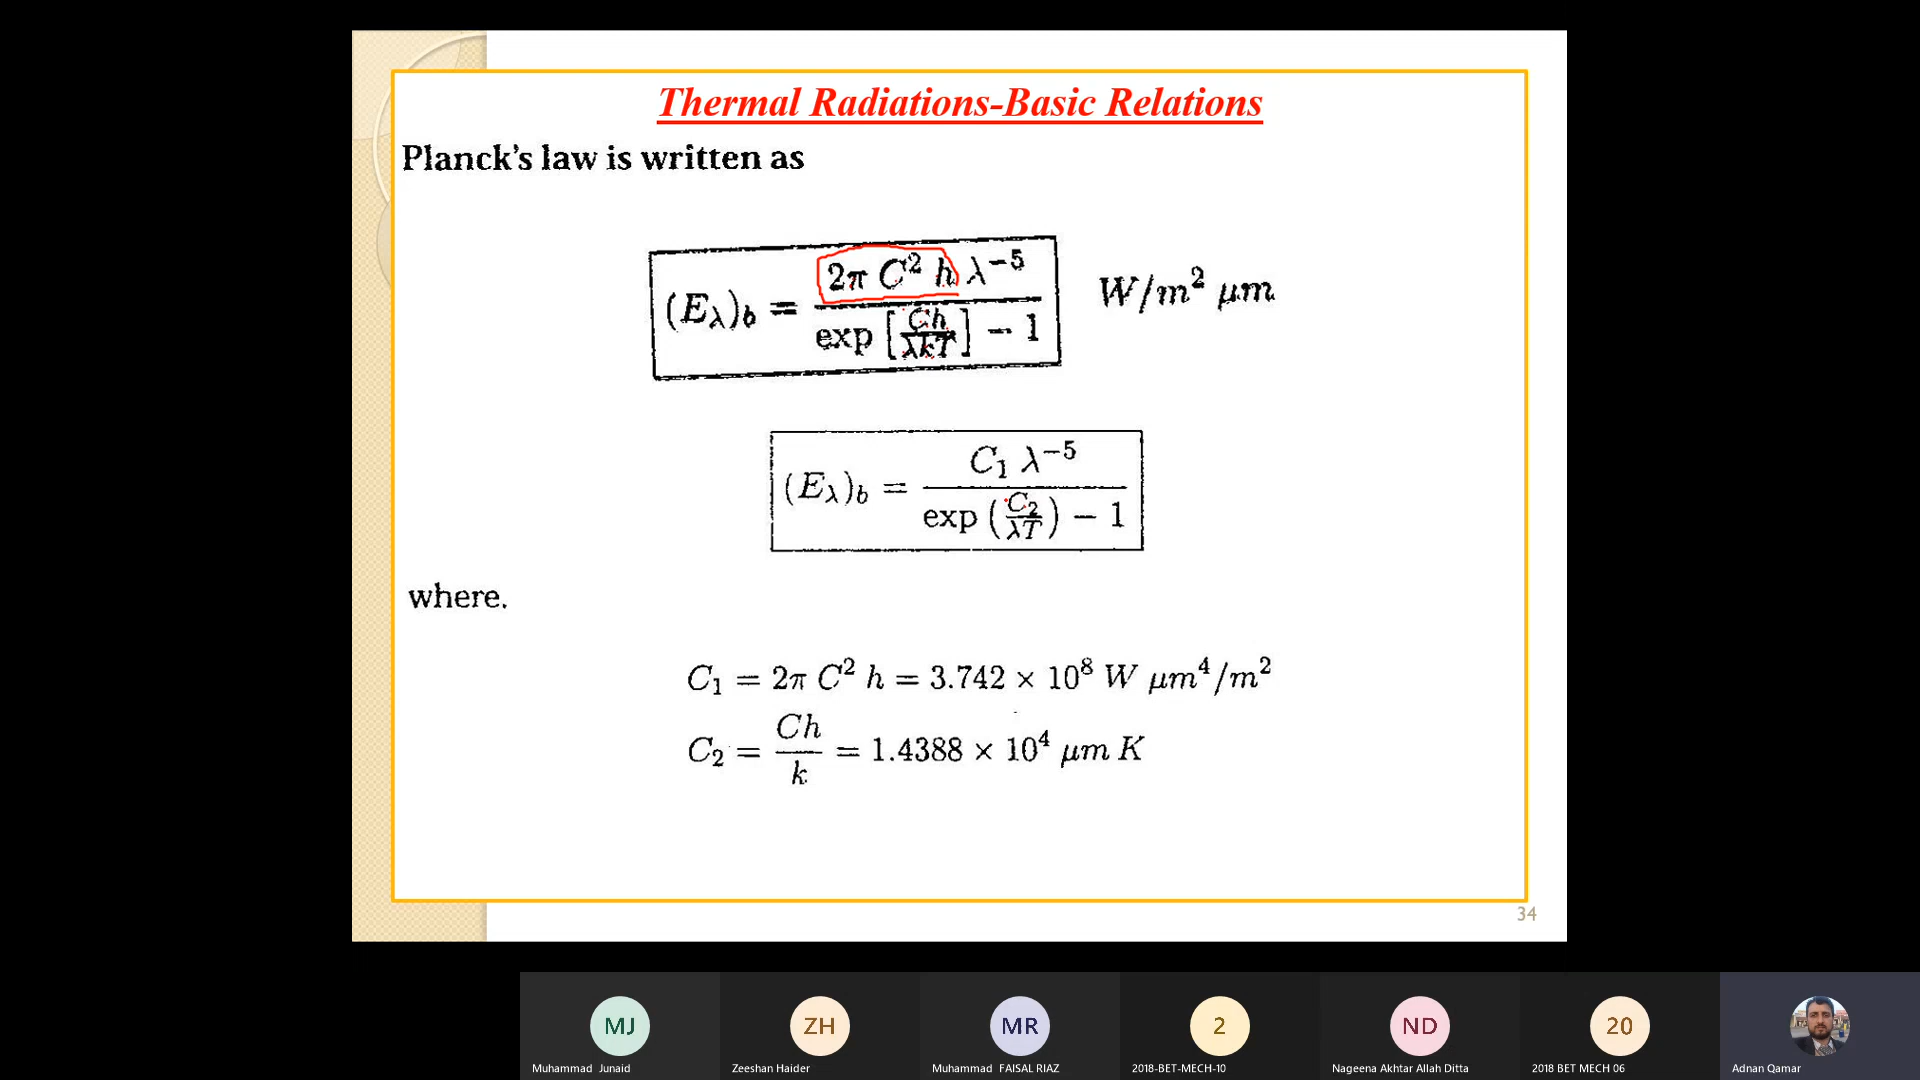 Thermal Radiations-Basic Relations
Planck's law is written as
(E_λ)_b = 2π C² h λ⁻⁵ / exp [Ch / λkT] − 1 W/m² μm
(E_λ)_b = C₁ λ⁻⁵ / exp (C₂ / λT) − 1
where,
C₁ = 2π C² h = 3.742 × 10⁸ W μm⁴/m²
C₂ = Ch / k = 1.4388 × 10⁴ μm K
34
MJ
ZH
MR
2
ND
20
Muhammad Junaid
Zeeshan Haider
Muhammad FAISAL RIAZ
2018-BET-MECH-10
Nageena Akhtar Allah Ditta
2018 BET MECH 06
Adnan Qamar